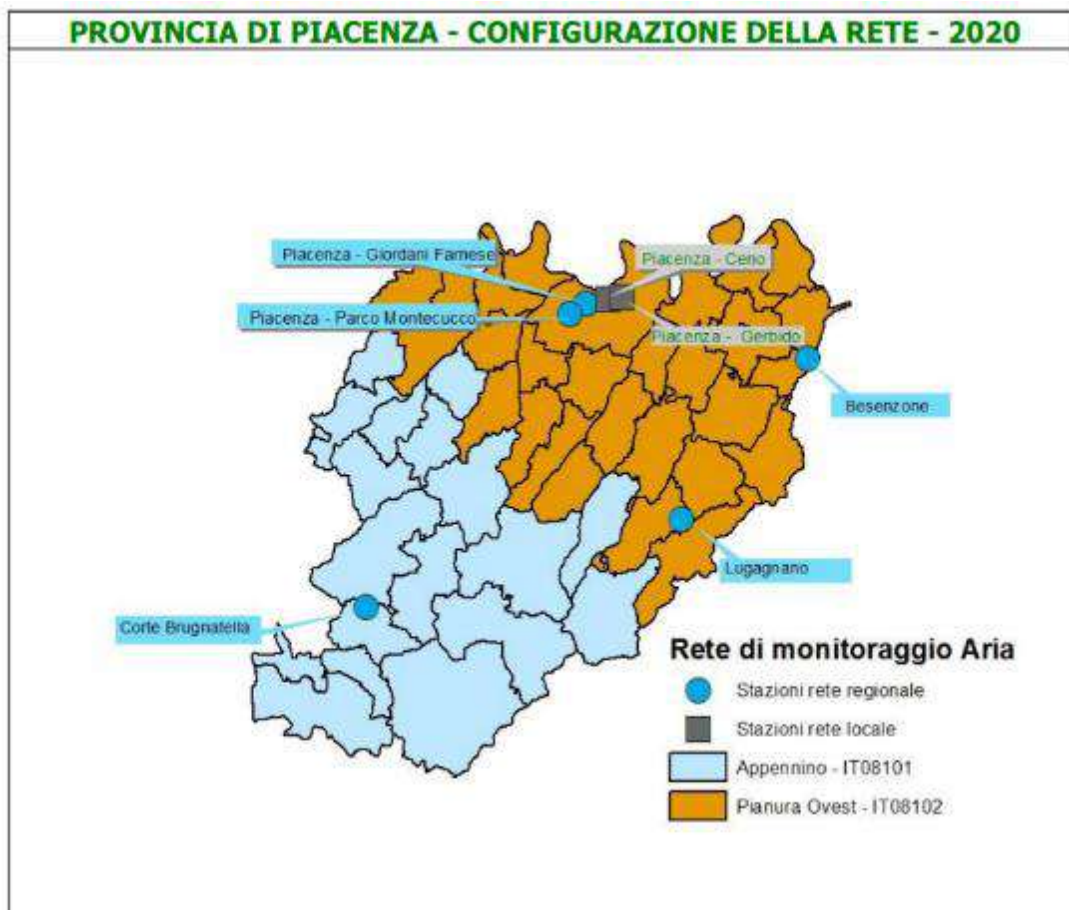 PROVINCIA DI PIACENZA - CONFIGURAZIONE DELLA RETE - 2020
Piacenza - Giordani Farnese
Piacenza - Ceno
Piacenza - Parco Montecucco
Piacenza - Gerbido
Besenzone
Lugagnano
Corte Brugnatella
Rete di monitoraggio Aria
Stazioni rete regionale
Stazioni rete locale
Appennino - IT08101
Pianura Ovest - IT08102